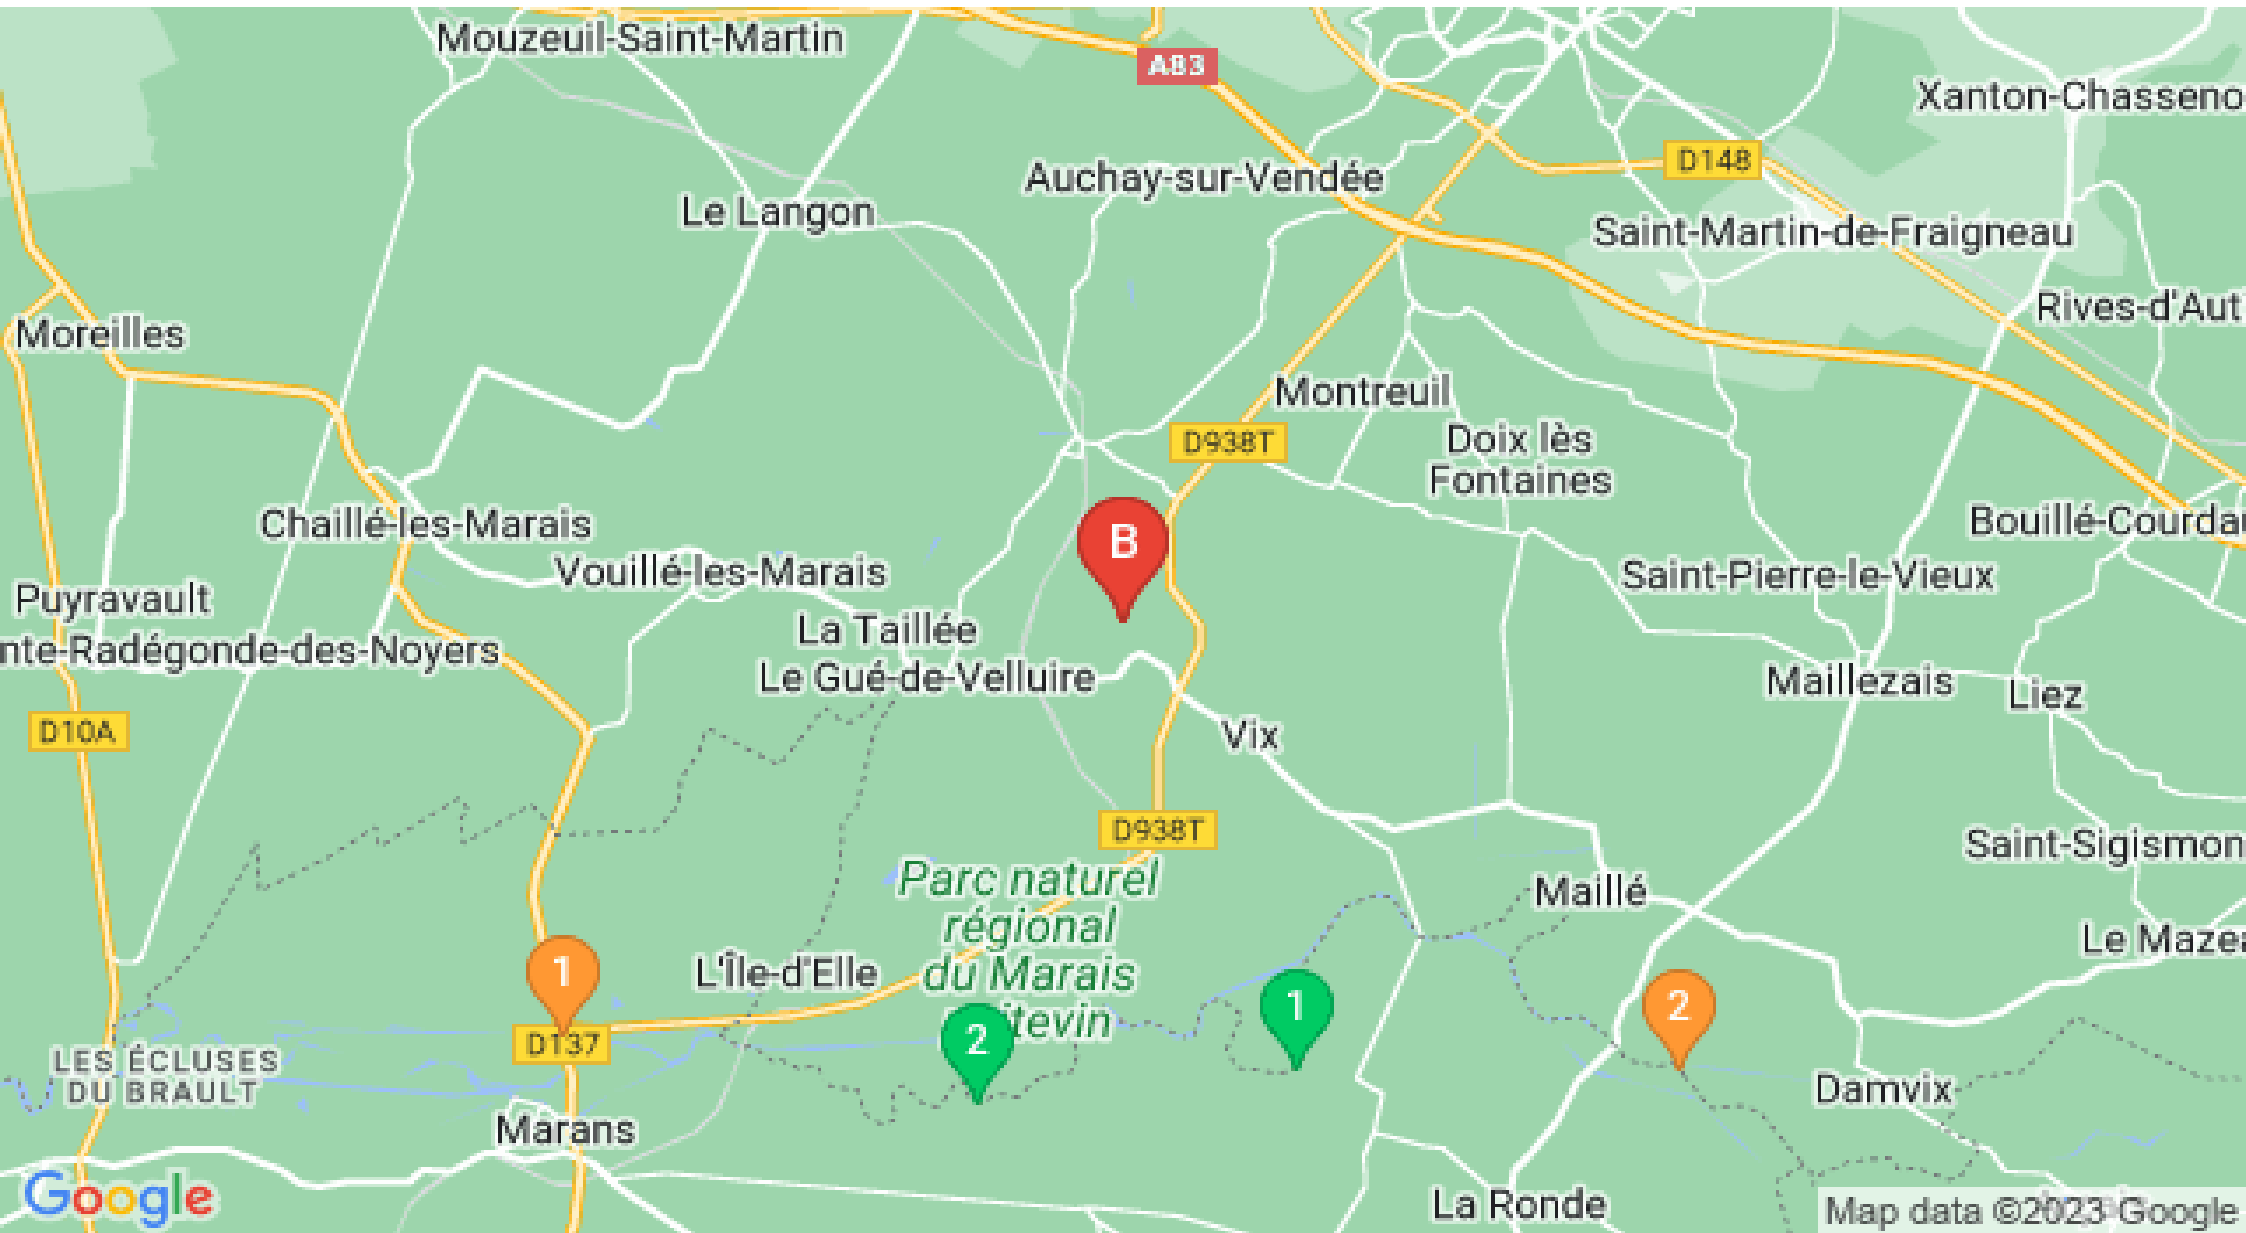 Mouzeuil-Saint-Martin
A83
Xanton-Chasseno
Auchay-sur-Vendée
D148
Le Langon
Saint-Martin-de-Fraigneau
Rives-d'Aut
Moreilles
Montreuil
D938T
Doix lès
Fontaines
Chaillé-les-Marais
Bouillé-Courdau
B
Vouillé-les-Marais
Saint-Pierre-le-Vieux
Puyravault
La Taillée
nte-Radégonde-des-Noyers
Le Gué-de-Velluire
Maillezais
Liez
D10A
Vix
D938T
Saint-Sigismon
Parc naturel
régional
du Marais
itevin
Maillé
Le Mazea
L'Île-d'Elle
1
1
2
2
D137
LES ÉCLUSES
DU BRAULT
Damvix
Marans
Google
La Ronde
Map data ©2023 Google